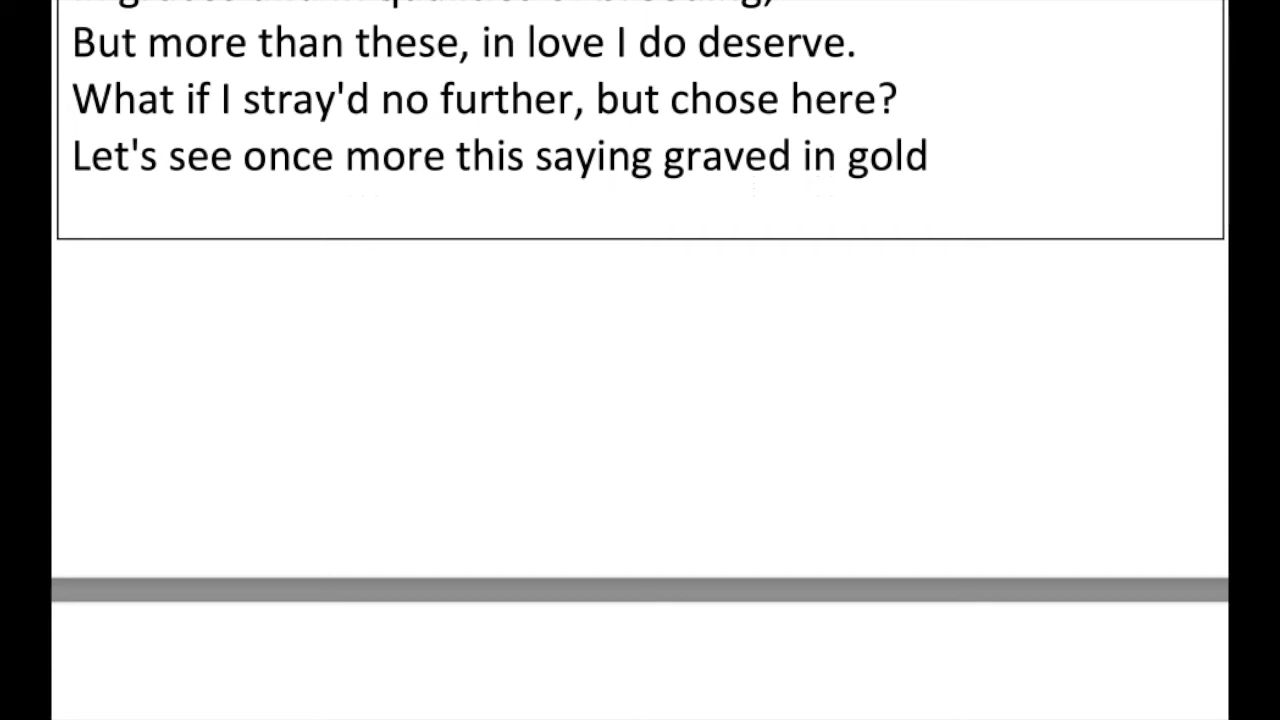 But more than these, in love I do deserve.
What if I stray'd no further, but chose here?
Let's see once more this saying graved in gold